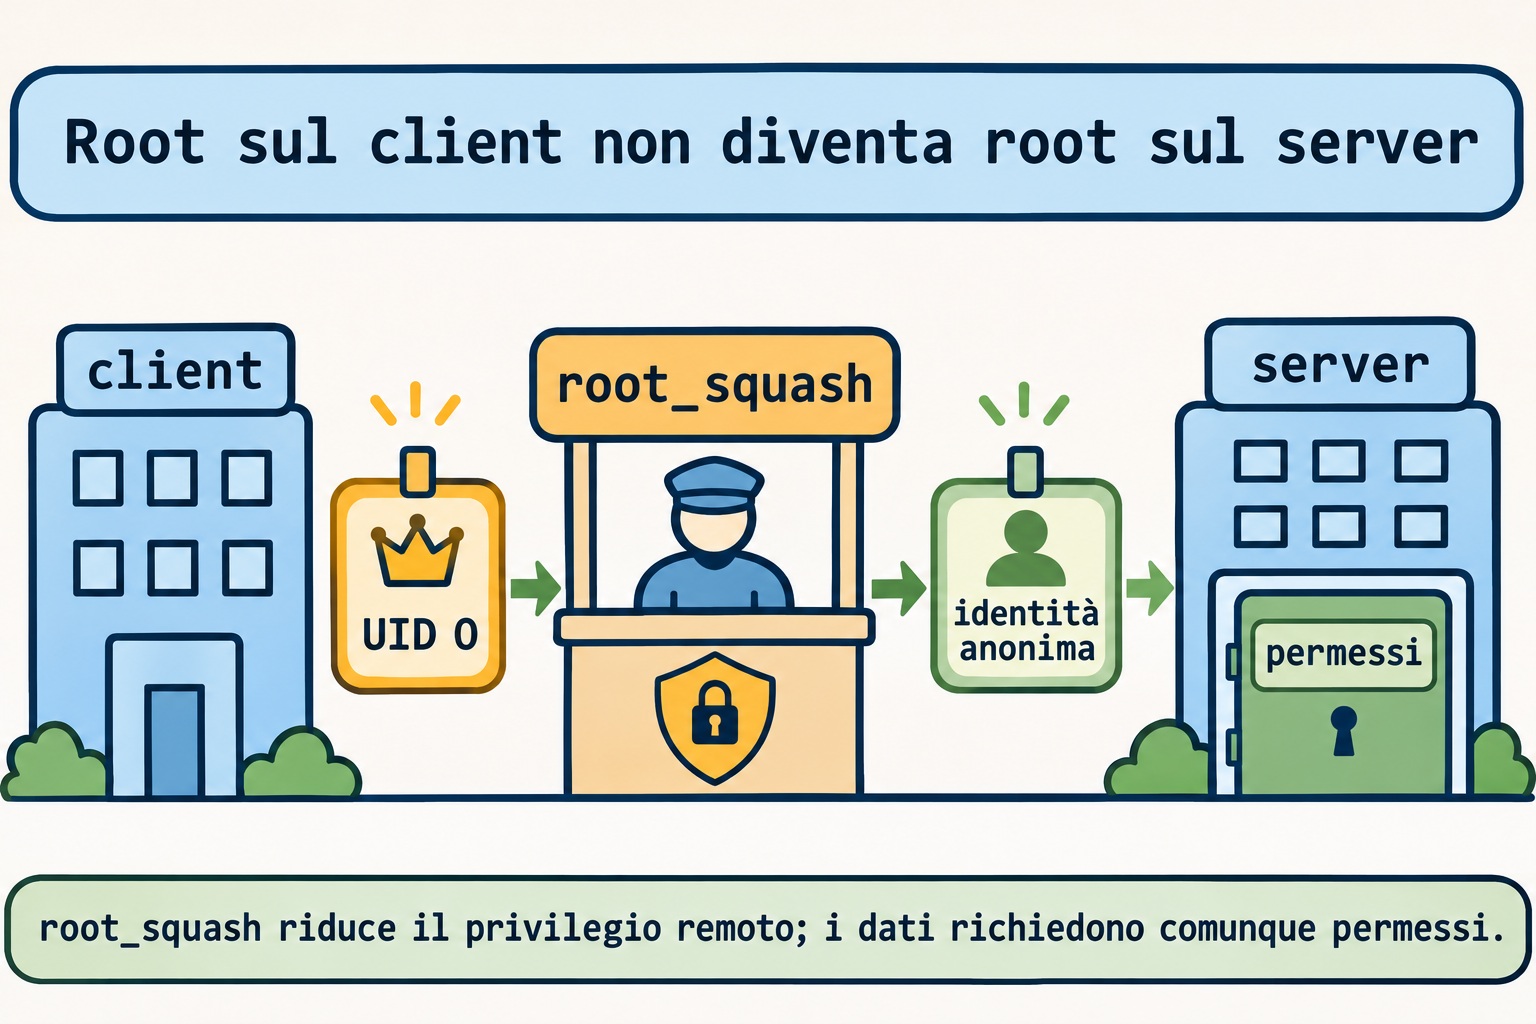 Root sul client non diventa root sul server
client
root_squash
server
UID 0
identità
anonima
permessi
root_squash riduce il privilegio remoto; i dati richiedono comunque permessi.